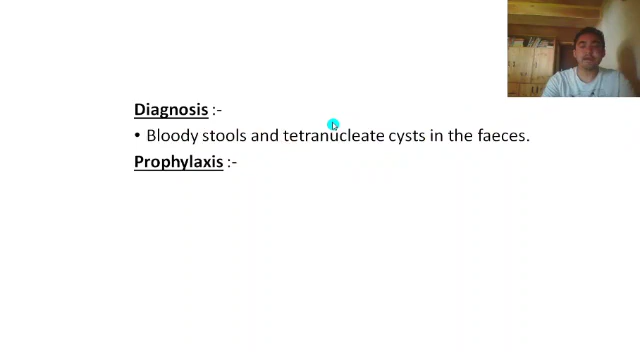 Diagnosis :-
• Bloody stools and tetranucleate cysts in the faeces.
Prophylaxis :-